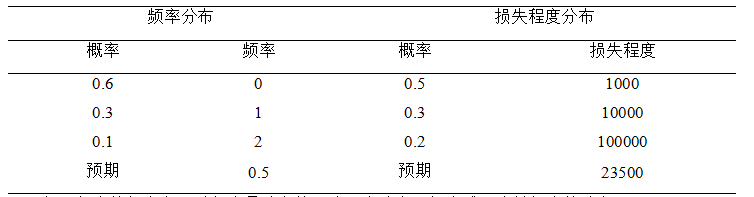 频率分布 损失程度分布
概率 频率 概率 损失程度
0.6 0 0.5 1000
0.3 1 0.3 10000
0.1 2 0.2 100000
预期 0.5 预期 23500